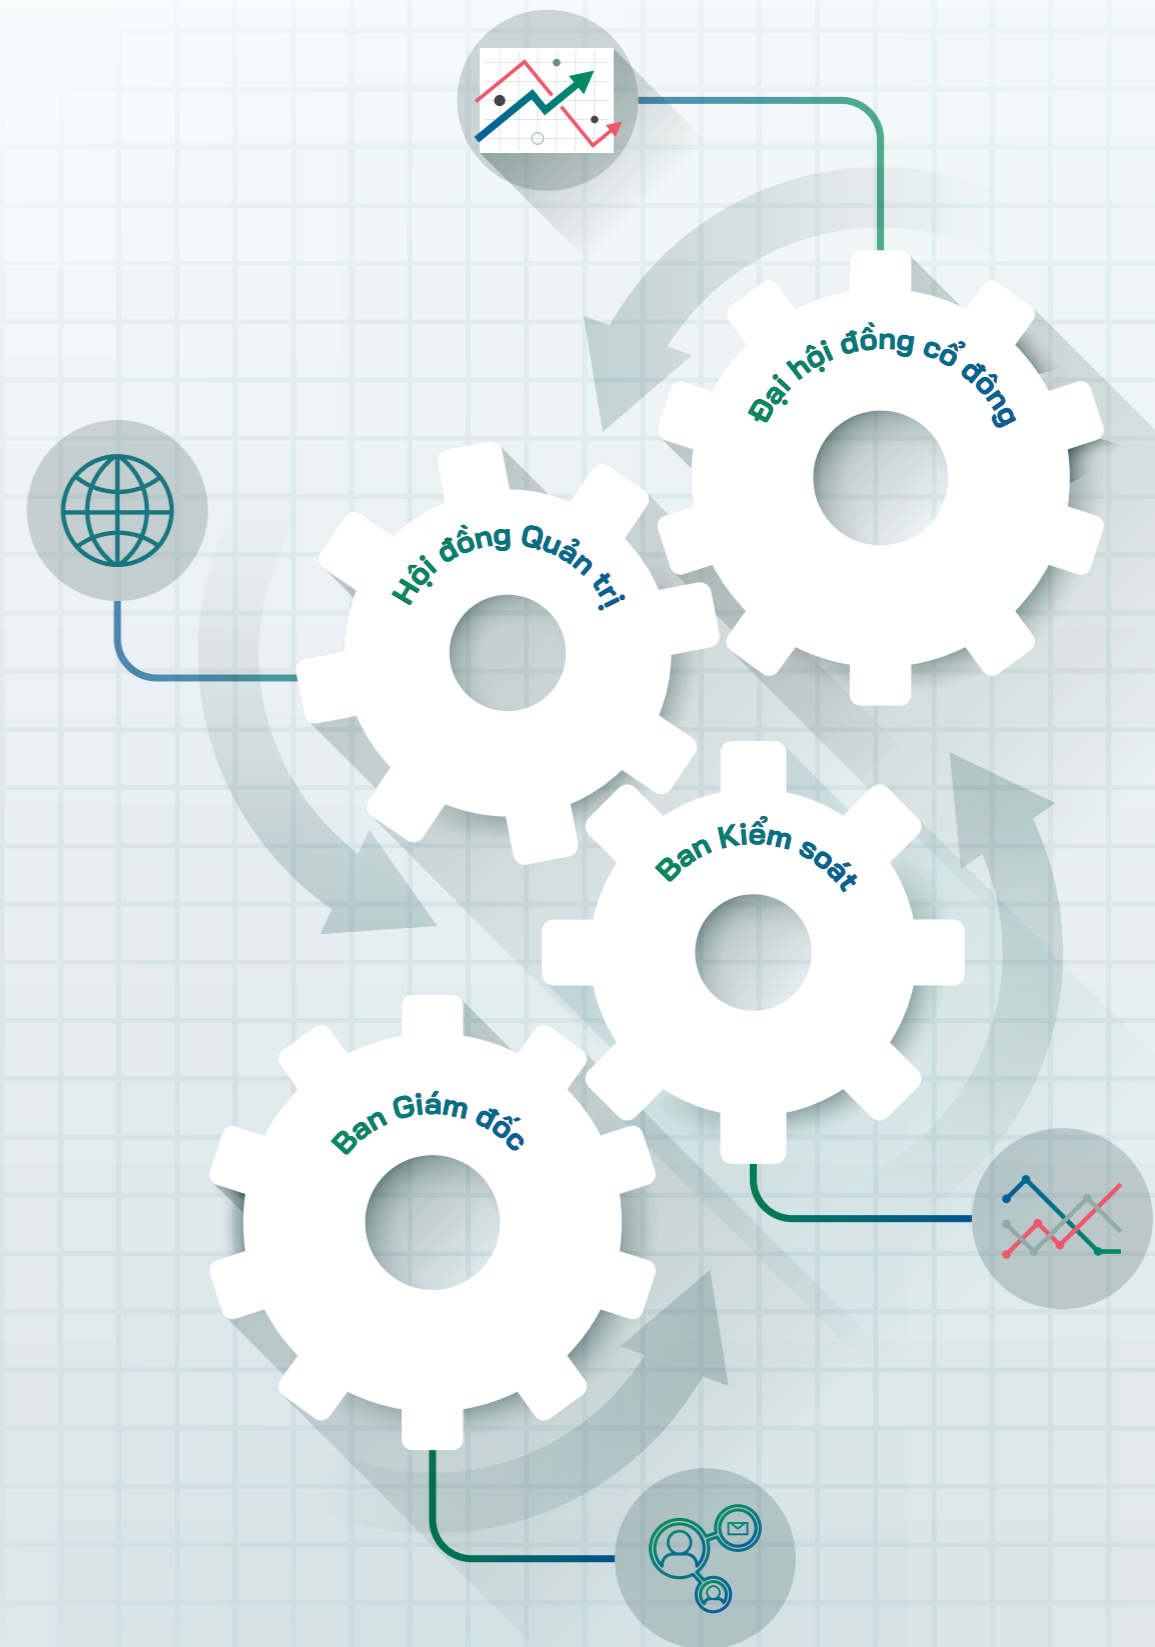 Đại hội đồng cổ đông
Hội đồng Quản trị
Ban Kiểm soát
Ban Giám đốc